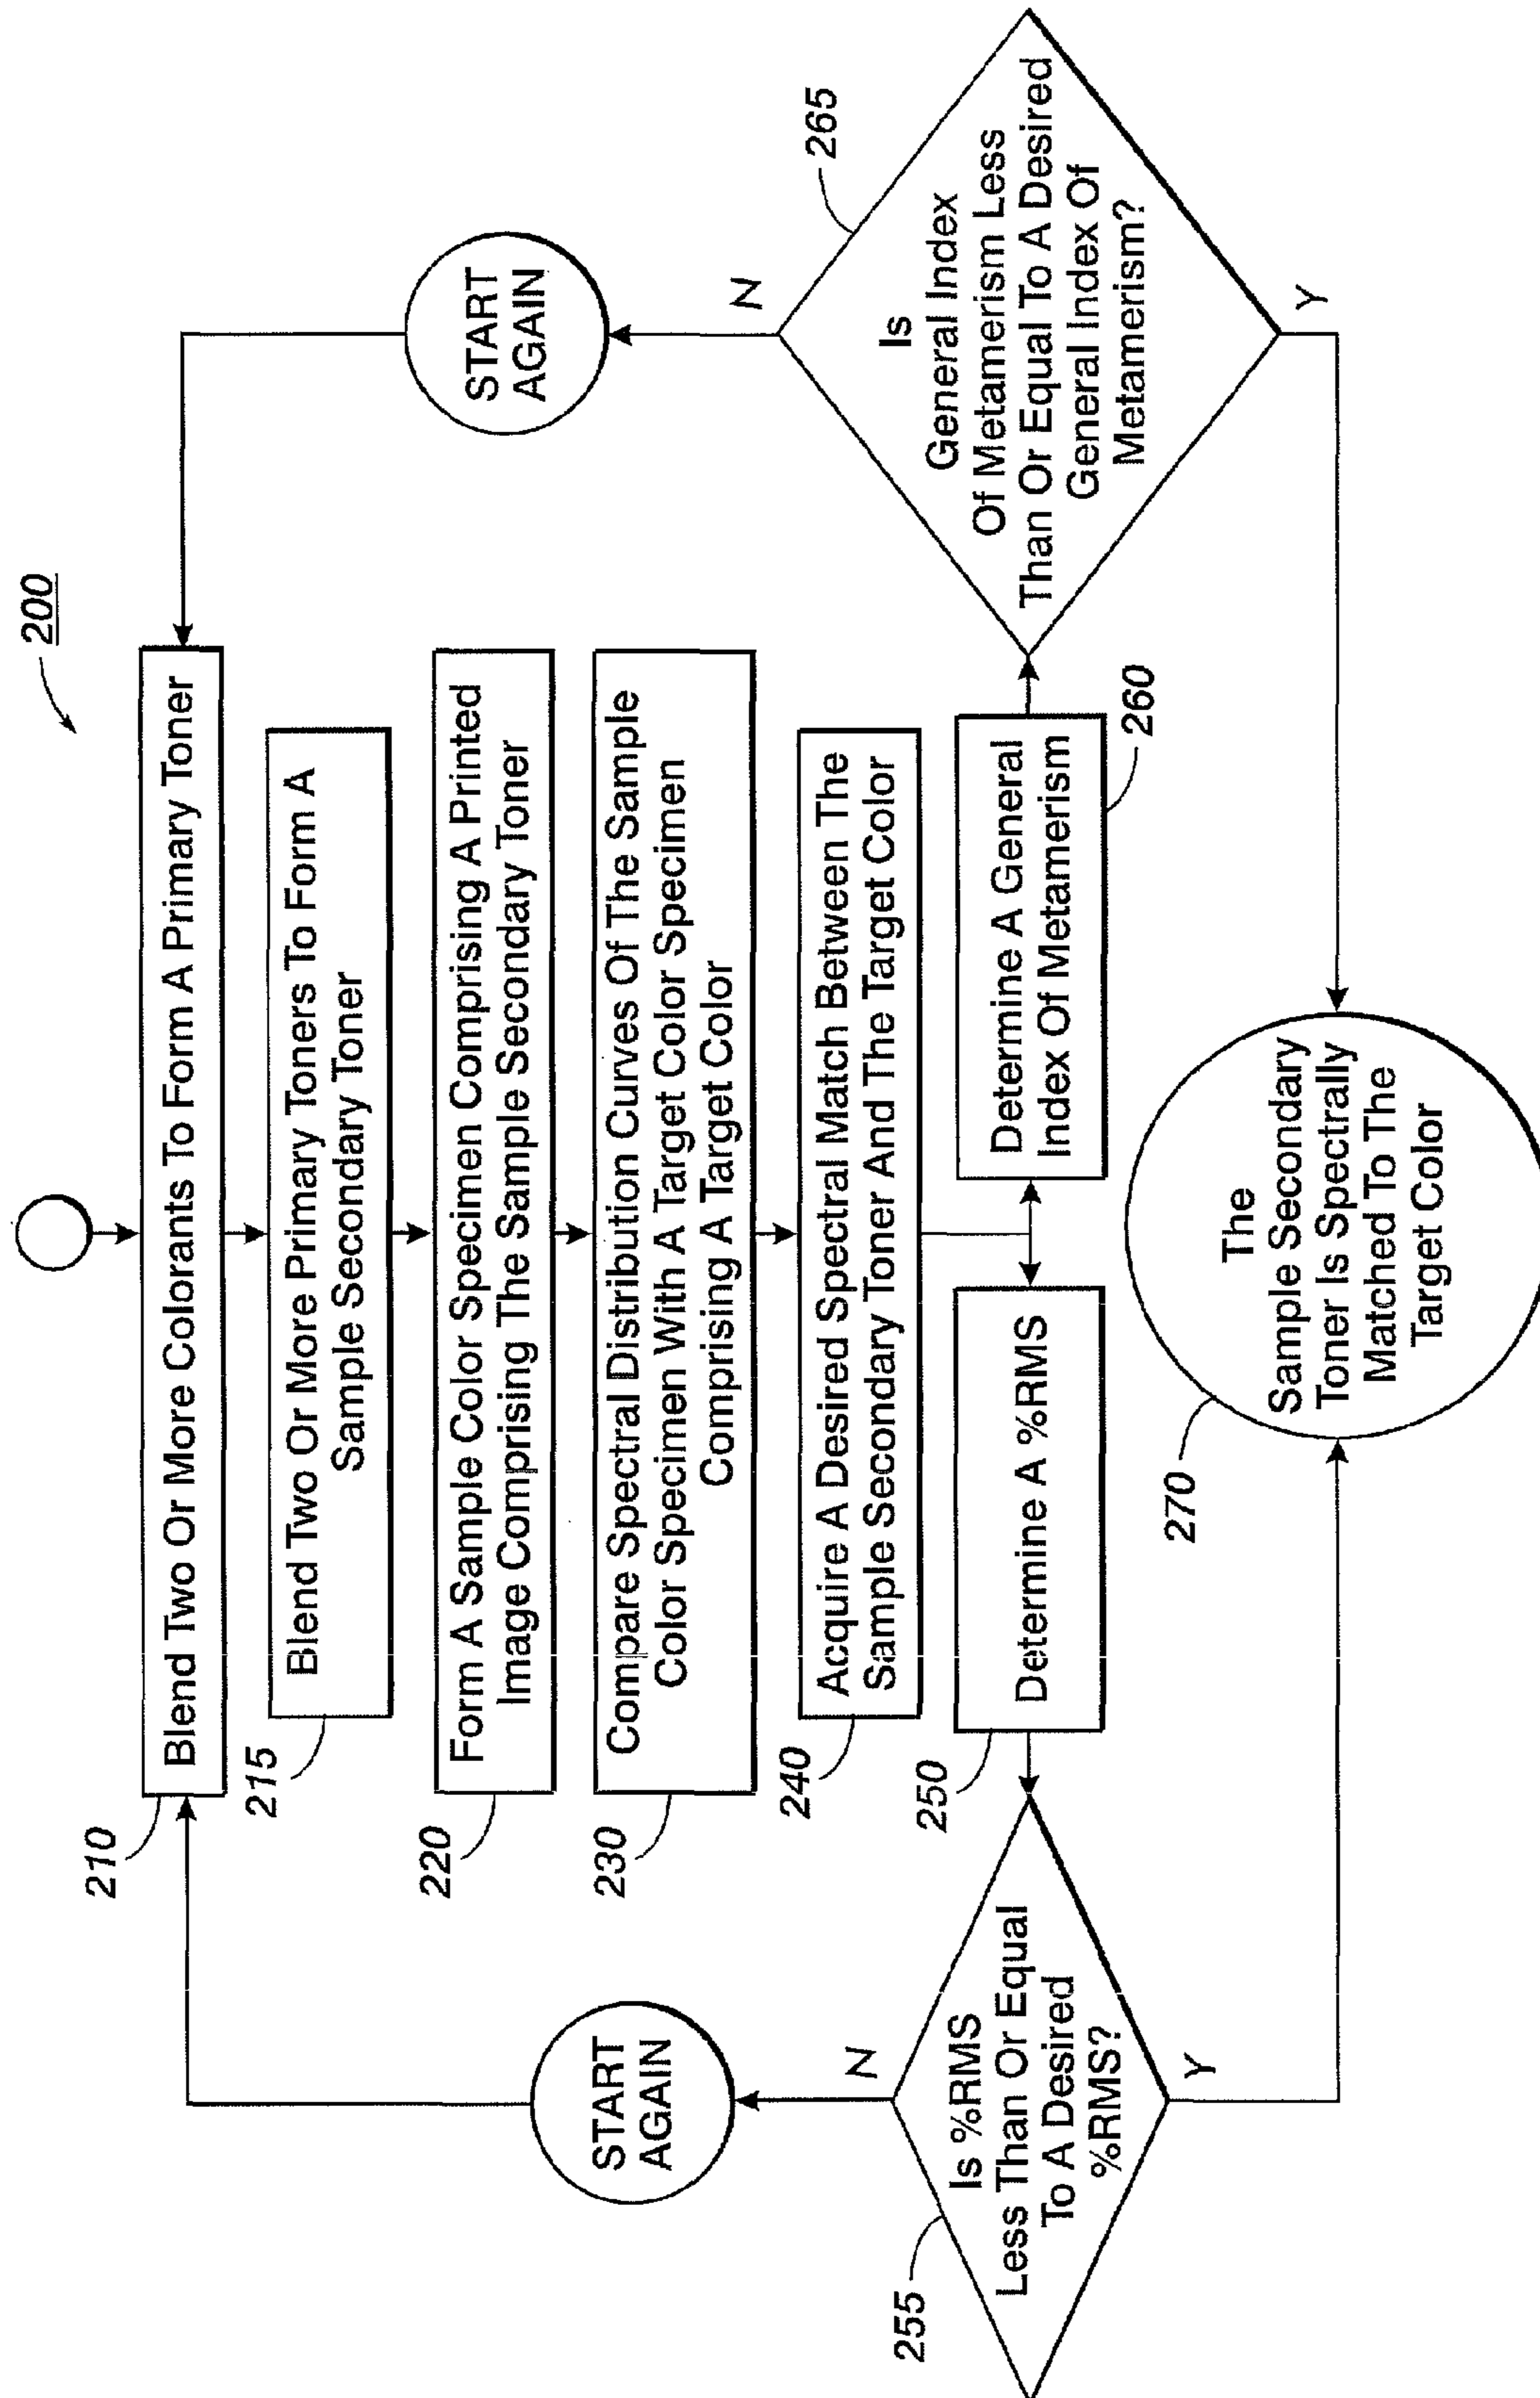 200
210
Blend Two Or More Colorants To Form A Primary Toner
215
Blend Two Or More Primary Toners To Form A
Sample Secondary Toner
220
Form A Sample Color Specimen Comprising A Printed
Image Comprising The Sample Secondary Toner
230
Compare Spectral Distribution Curves Of The Sample
Color Specimen With A Target Color Specimen
Comprising A Target Color
240
Acquire A Desired Spectral Match Between The
Sample Secondary Toner And The Target Color
250
Determine A %RMS
260
Determine A General
Index Of Metamerism
START
AGAIN
N
255
Is %RMS
Less Than Or Equal
To A Desired
%RMS?
Y
START
AGAIN
N
265
Is
General Index
Of Metamerism Less
Than Or Equal To A Desired
General Index Of
Metamerism?
Y
270
The
Sample Secondary
Toner Is Spectrally
Matched To The
Target Color